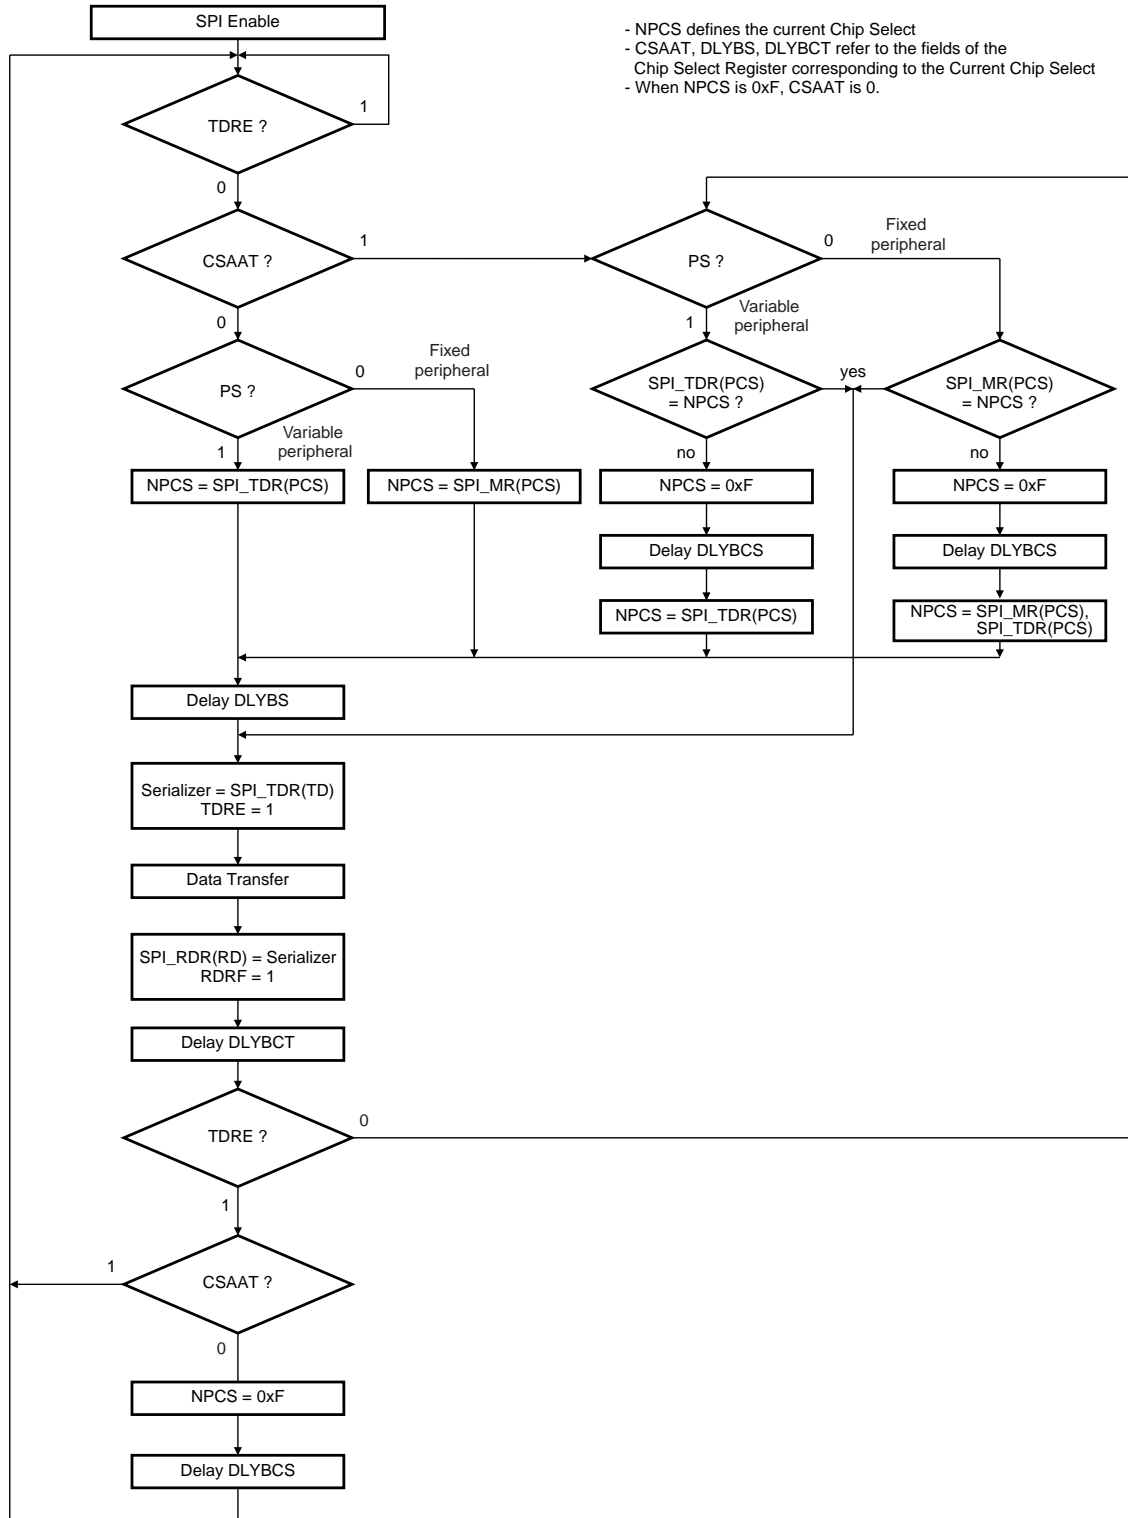 SPI Enable
- NPCS defines the current Chip Select
- CSAAT, DLYBS, DLYBCT refer to the fields of the
Chip Select Register corresponding to the Current Chip Select
- When NPCS is 0xF, CSAAT is 0.
TDRE ?
1
0
CSAAT ?
1
0
PS ?
0
Fixed
peripheral
1
Variable
peripheral
PS ?
0
Fixed
peripheral
1
Variable
peripheral
SPI_TDR(PCS)
= NPCS ?
yes
SPI_MR(PCS)
= NPCS ?
no
no
NPCS = SPI_TDR(PCS)
NPCS = SPI_MR(PCS)
NPCS = 0xF
NPCS = 0xF
Delay DLYBCS
Delay DLYBCS
NPCS = SPI_TDR(PCS)
NPCS = SPI_MR(PCS),
SPI_TDR(PCS)
Delay DLYBS
Serializer = SPI_TDR(TD)
TDRE = 1
Data Transfer
SPI_RDR(RD) = Serializer
RDRF = 1
Delay DLYBCT
TDRE ?
0
1
CSAAT ?
1
0
NPCS = 0xF
Delay DLYBCS